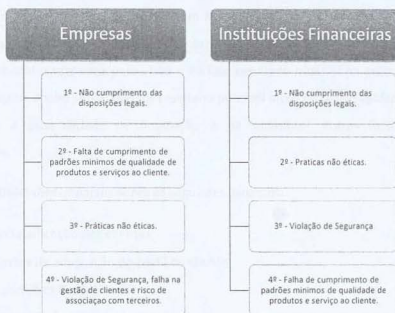 Empresas
1º - Não cumprimento das
disposições legais.
2º - Falta de cumprimento de
padrões minimos de qualidade de
produtos e serviços ao cliente.
3º - Práticas não éticas.
4º - Violação de Segurança, falha na
gestão de clientes e risco de
associaçao com terceiros.
Instituições Financeiras
1º - Não cumprimento das
disposições legais.
2º - Praticas não éticas.
3º - Violação de Segurança
4º - Falha de cumprimento de
padrões minimos de qualidade de
produtos e serviço ao cliente.